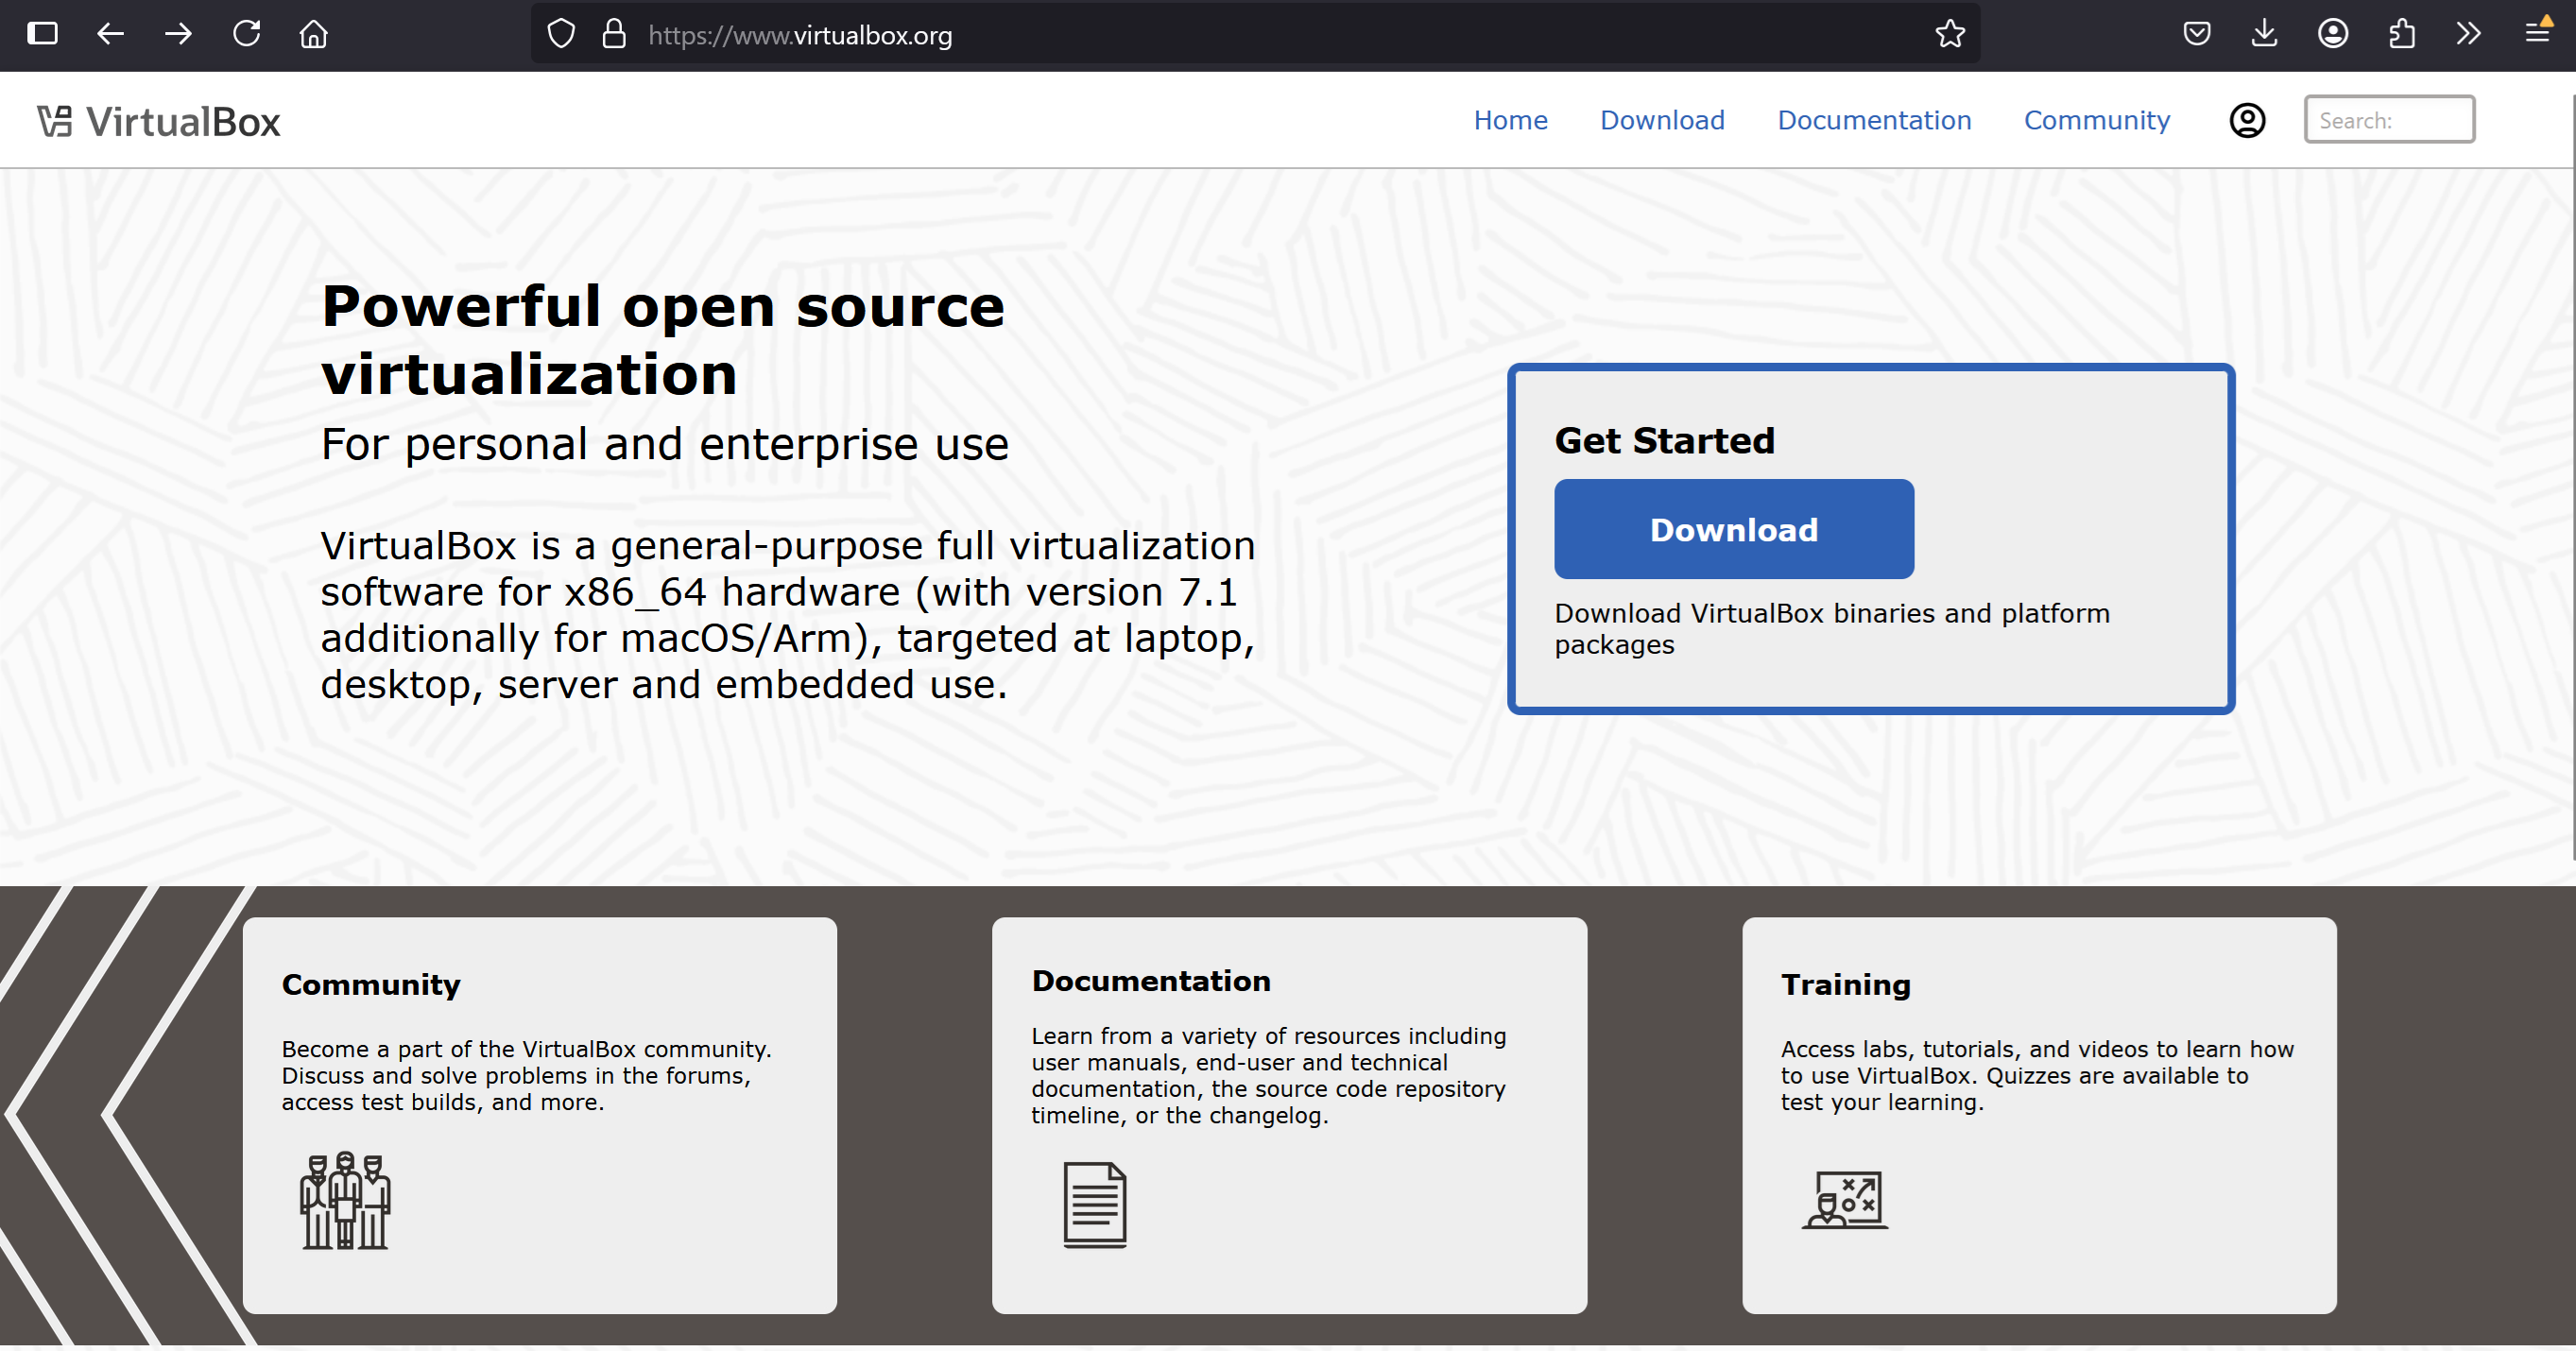 https://www.virtualbox.org
VirtualBox
Home
Download
Documentation
Community
Search:
Powerful open source
virtualization
For personal and enterprise use
VirtualBox is a general-purpose full virtualization
software for x86_64 hardware (with version 7.1
additionally for macOS/Arm), targeted at laptop,
desktop, server and embedded use.
Get Started
Download
Download VirtualBox binaries and platform
packages
Community
Become a part of the VirtualBox community.
Discuss and solve problems in the forums,
access test builds, and more.
Documentation
Learn from a variety of resources including
user manuals, end-user and technical
documentation, the source code repository
timeline, or the changelog.
Training
Access labs, tutorials, and videos to learn how
to use VirtualBox. Quizzes are available to
test your learning.